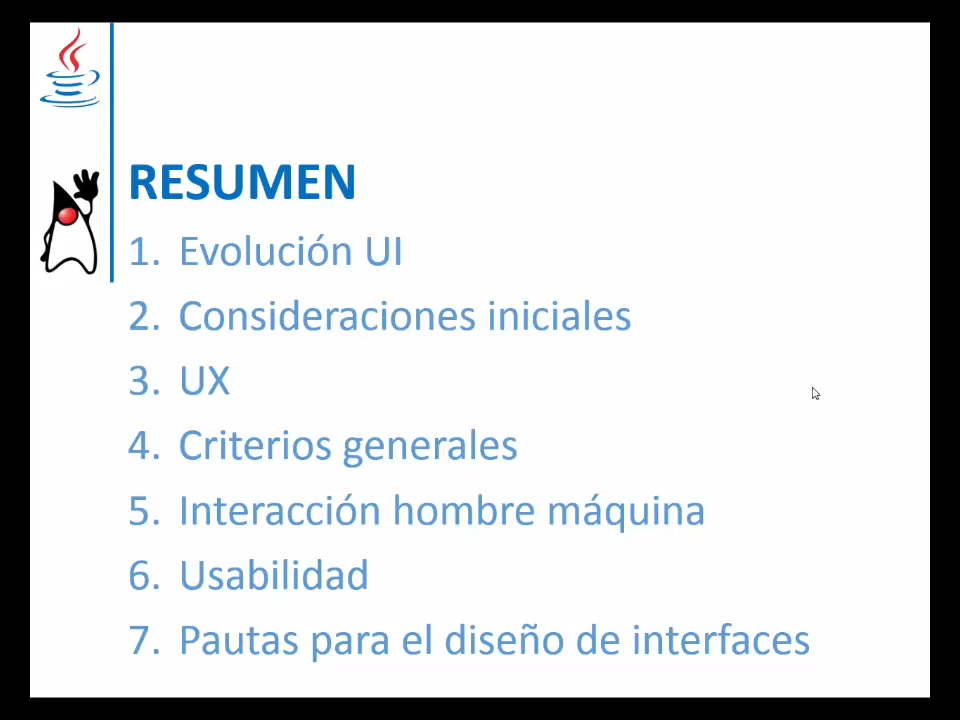 RESUMEN
1. Evolución UI
2. Consideraciones iniciales
3. UX
4. Criterios generales
5. Interacción hombre máquina
6. Usabilidad
7. Pautas para el diseño de interfaces